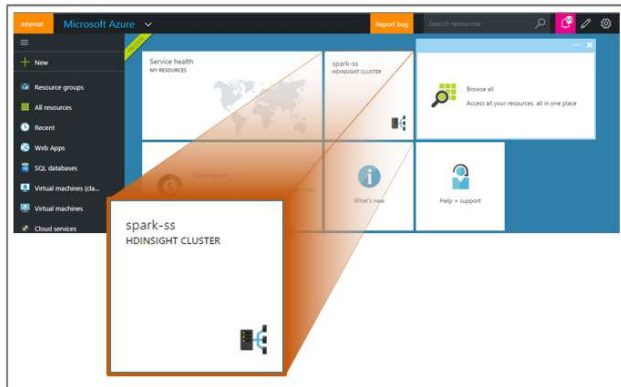 Internal
Microsoft Azure
Report bug
Search resources
New
Resource groups
All resources
Recent
Web Apps
SQL databases
Virtual machines (cla...
Virtual machines
Cloud services
Service health
MY RESOURCES
spark-ss
HDINSIGHT CLUSTER
Browse all
Access all your resources, all in one place
What's new
Help + support
spark-ss
HDINSIGHT CLUSTER